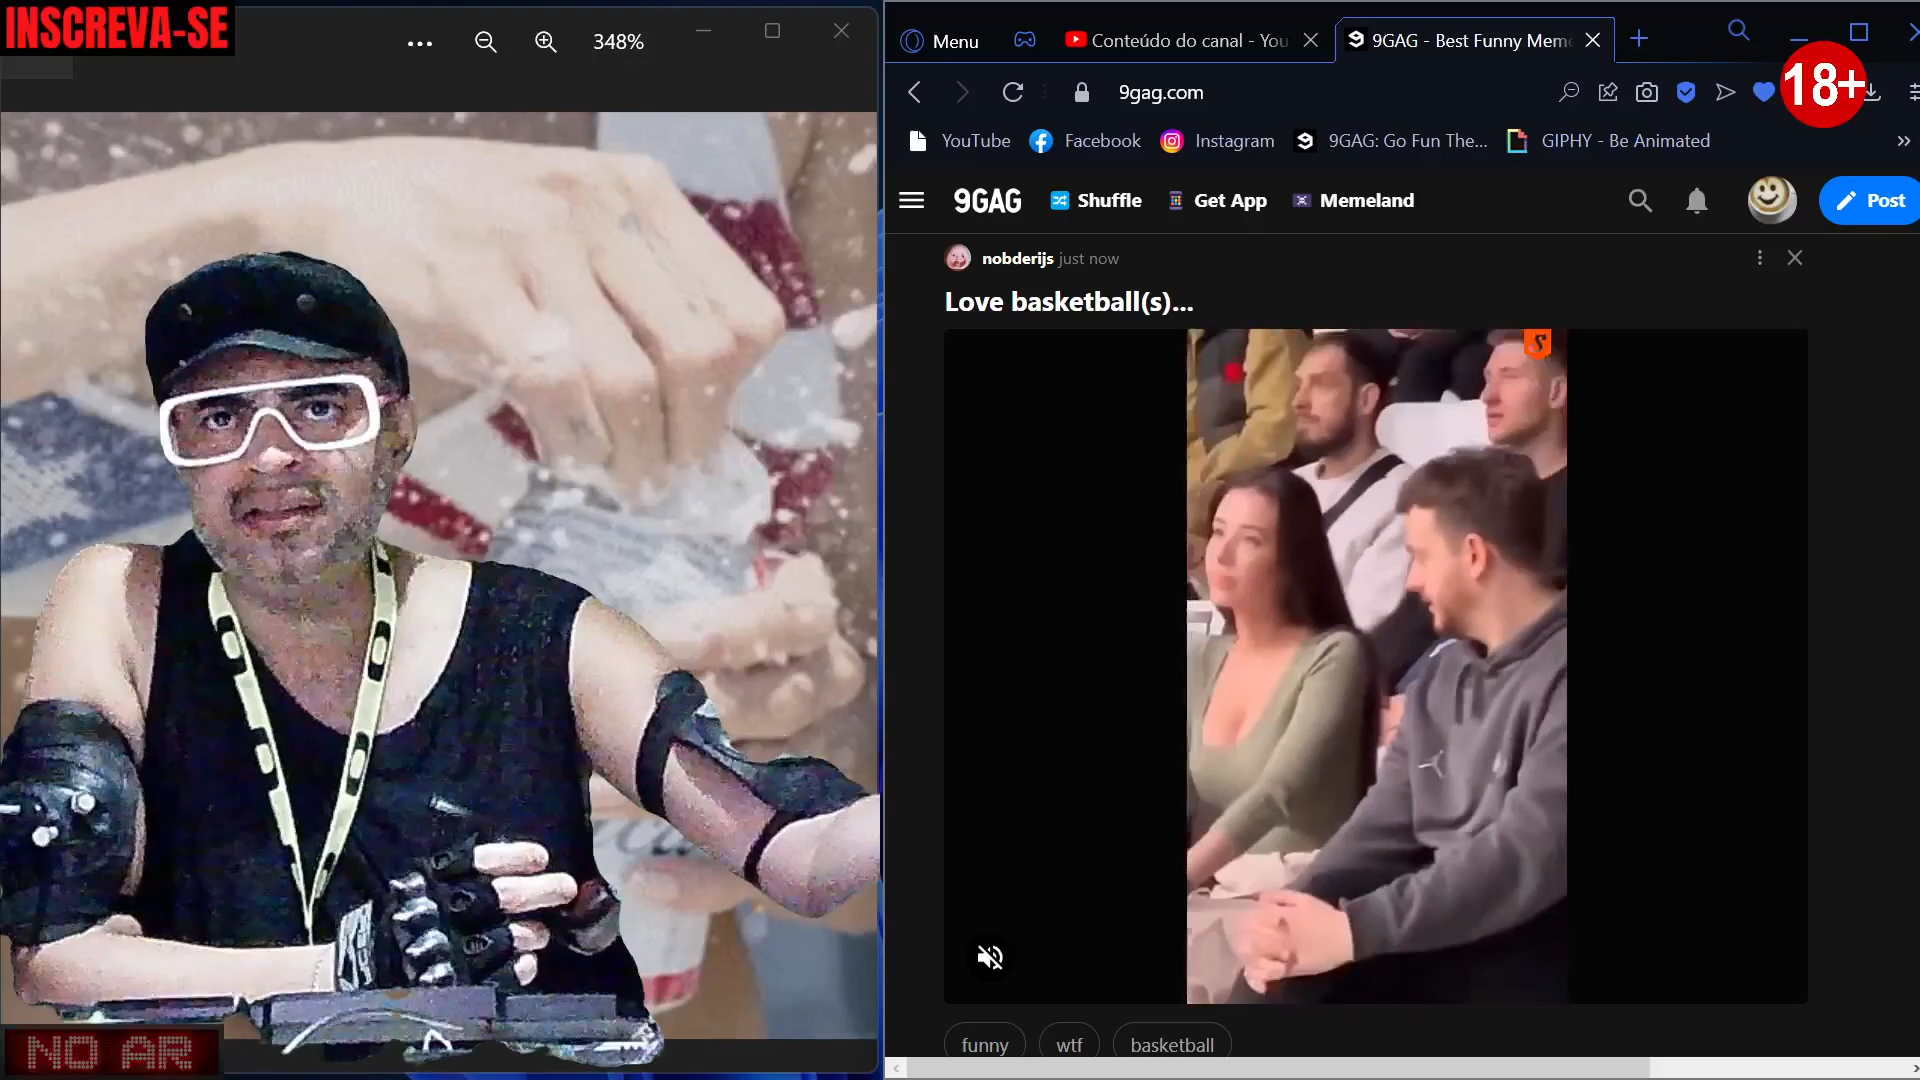 INSCREVA-SE
348%
Menu
Conteúdo do canal - You
9GAG - Best Funny Meme
9gag.com
18+
YouTube
Facebook
Instagram
9GAG: Go Fun The...
GIPHY - Be Animated
9GAG
Shuffle
Get App
Memeland
Post
nobderijs just now
Love basketball(s)...
funny
wtf
basketball
NO AR